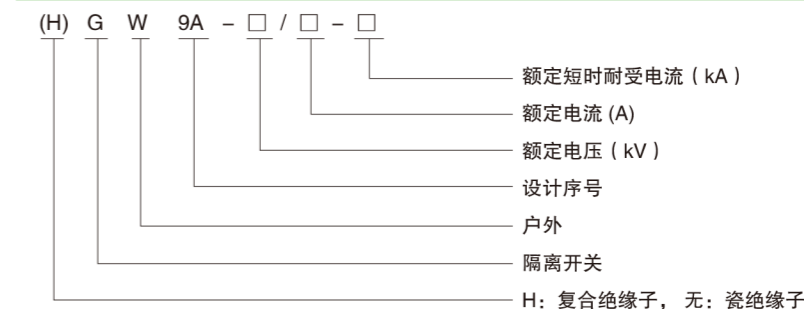 (H) G W 9A - □ / □ - □
额定短时耐受电流（kA）
额定电流 (A)
额定电压（kV）
设计序号
户外
隔离开关
H：复合绝缘子， 无：瓷绝缘子